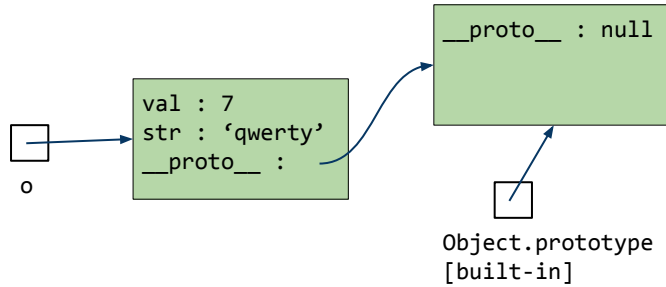 __proto__ : null
val : 7
str : ‘qwerty’
__proto__ :
o
Object.prototype
[built-in]